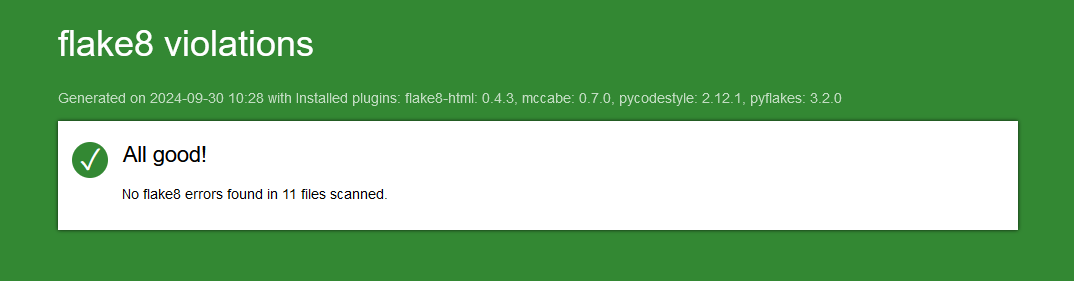 flake8 violations
Generated on 2024-09-30 10:28 with Installed plugins: flake8-html: 0.4.3, mccabe: 0.7.0, pycodestyle: 2.12.1, pyflakes: 3.2.0
All good!
No flake8 errors found in 11 files scanned.